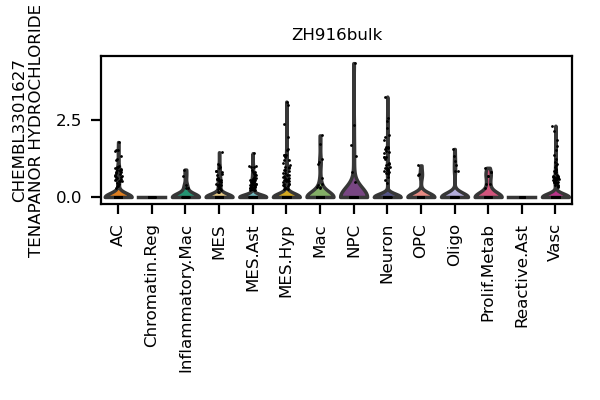 ZH916bulk
CHEMBL3301627
TENAPANOR HYDROCHLORIDE
2.5
0.0
AC
Chromatin.Reg
Inflammatory.Mac
MES
MES.Ast
MES.Hyp
Mac
NPC
Neuron
OPC
Oligo
Prolif.Metab
Reactive.Ast
Vasc